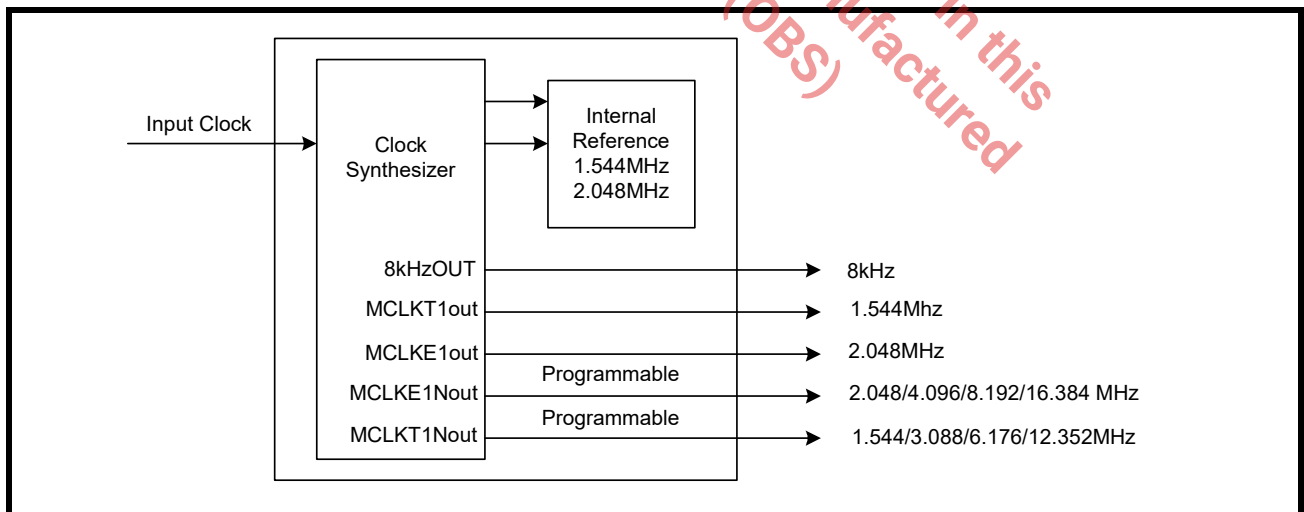 in this
nufactured
(OBS)
Input Clock
Clock
Synthesizer
Internal
Reference
1.544MHz
2.048MHz
8kHzOUT
8kHz
MCLKT1out
1.544Mhz
MCLKE1out
2.048MHz
Programmable
MCLKE1Nout
2.048/4.096/8.192/16.384 MHz
Programmable
MCLKT1Nout
1.544/3.088/6.176/12.352MHz